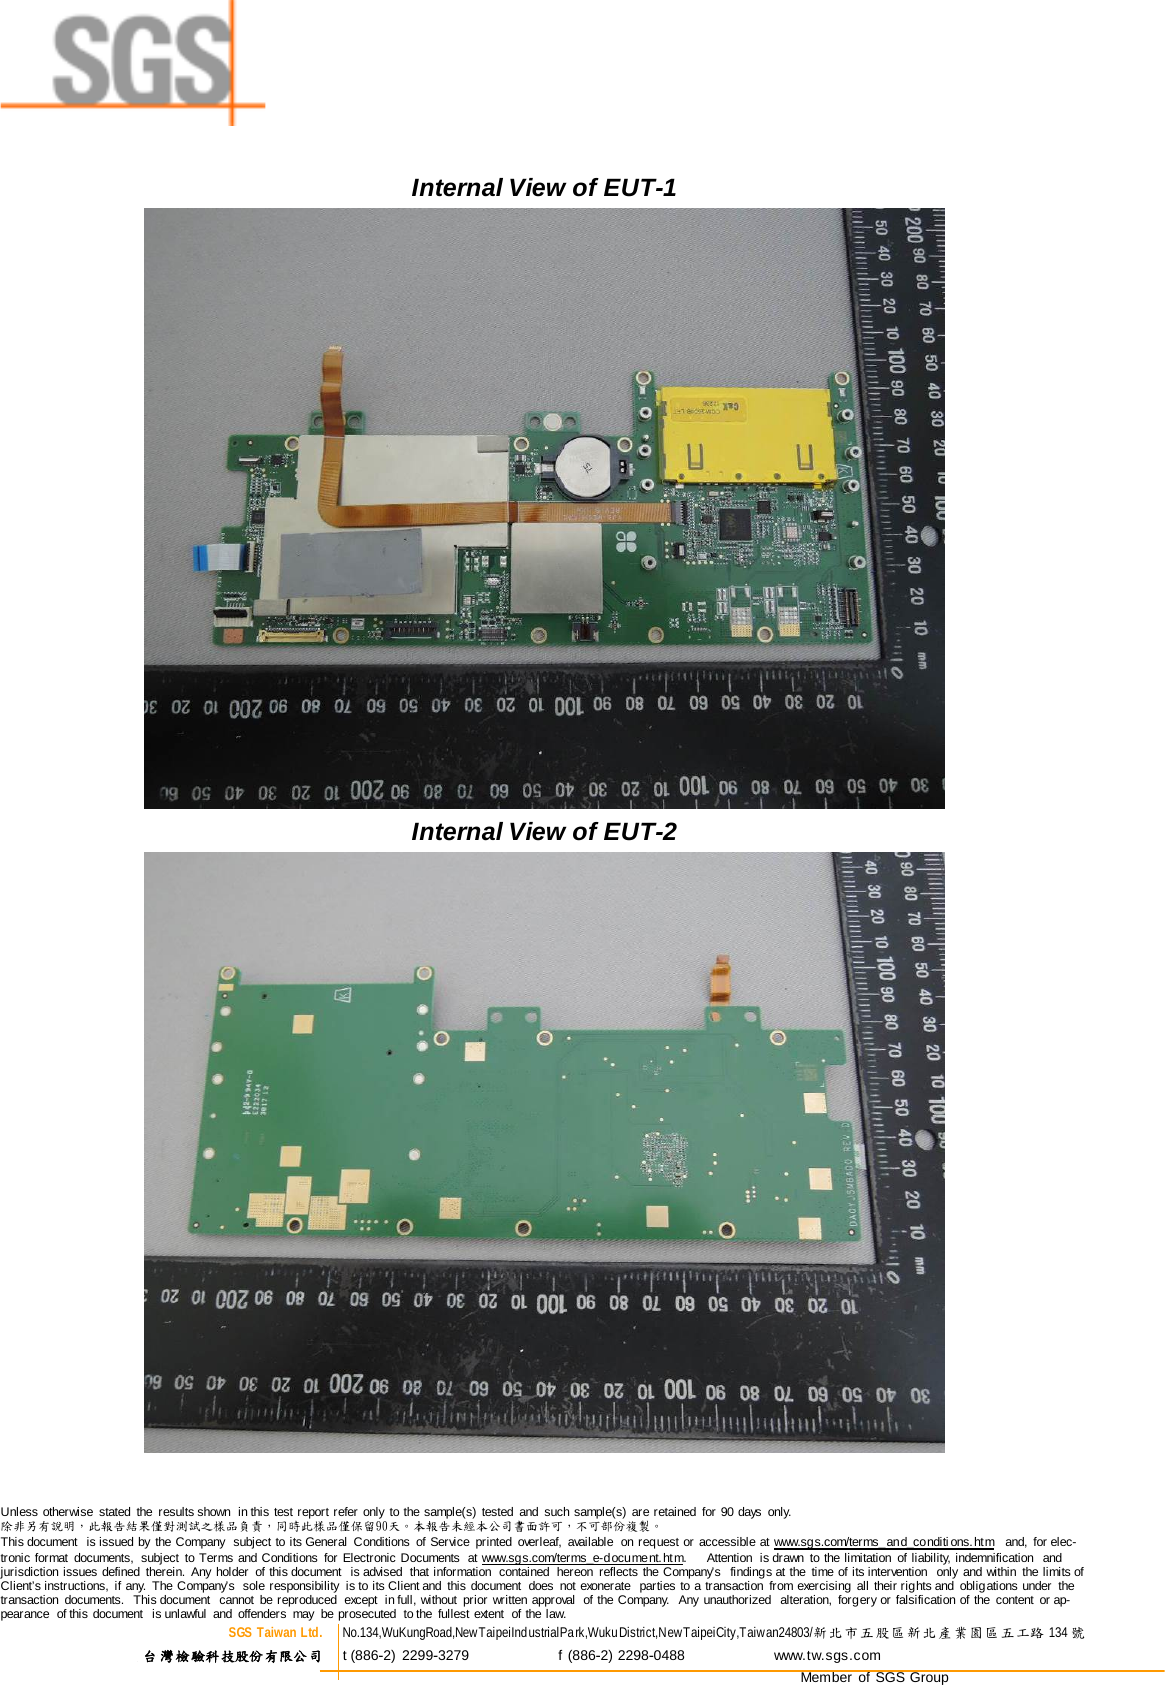 SGS
Internal View of EUT-1
Internal View of EUT-2
Unless otherwise stated the results shown in this test report refer only to the sample(s) tested and such sample(s) are retained for 90 days only.
除非另有說明，此報告結果僅對測試之樣品負責，同時此樣品僅保留90天。本報告未經本公司書面許可，不可部份複製。
This document is issued by the Company subject to its General Conditions of Service printed overleaf, available on request or accessible at www.sgs.com/terms_and_conditions.htm and, for elec-
tronic format documents, subject to Terms and Conditions for Electronic Documents at www.sgs.com/terms_e-document.htm. Attention is drawn to the limitation of liability, indemnification and
jurisdiction issues defined therein. Any holder of this document is advised that information contained hereon reflects the Company's findings at the time of its intervention only and within the limits of
Client's instructions, if any. The Company's sole responsibility is to its Client and this document does not exonerate parties to a transaction from exercising all their rights and obligations under the
transaction documents. This document cannot be reproduced except in full, without prior written approval of the Company. Any unauthorized alteration, forgery or falsification of the content or ap-
pearance of this document is unlawful and offenders may be prosecuted to the fullest extent of the law.
SGS Taiwan Ltd. No.134,WuKungRoad,NewTaipeiIndustrialPark,WukuDistrict,NewTaipeiCity,Taiwan24803/新北市五股區新北產業園區五工路 134 號
台灣檢驗科技股份有限公司 t (886-2) 2299-3279 f (886-2) 2298-0488 www.tw.sgs.com
Member of SGS Group